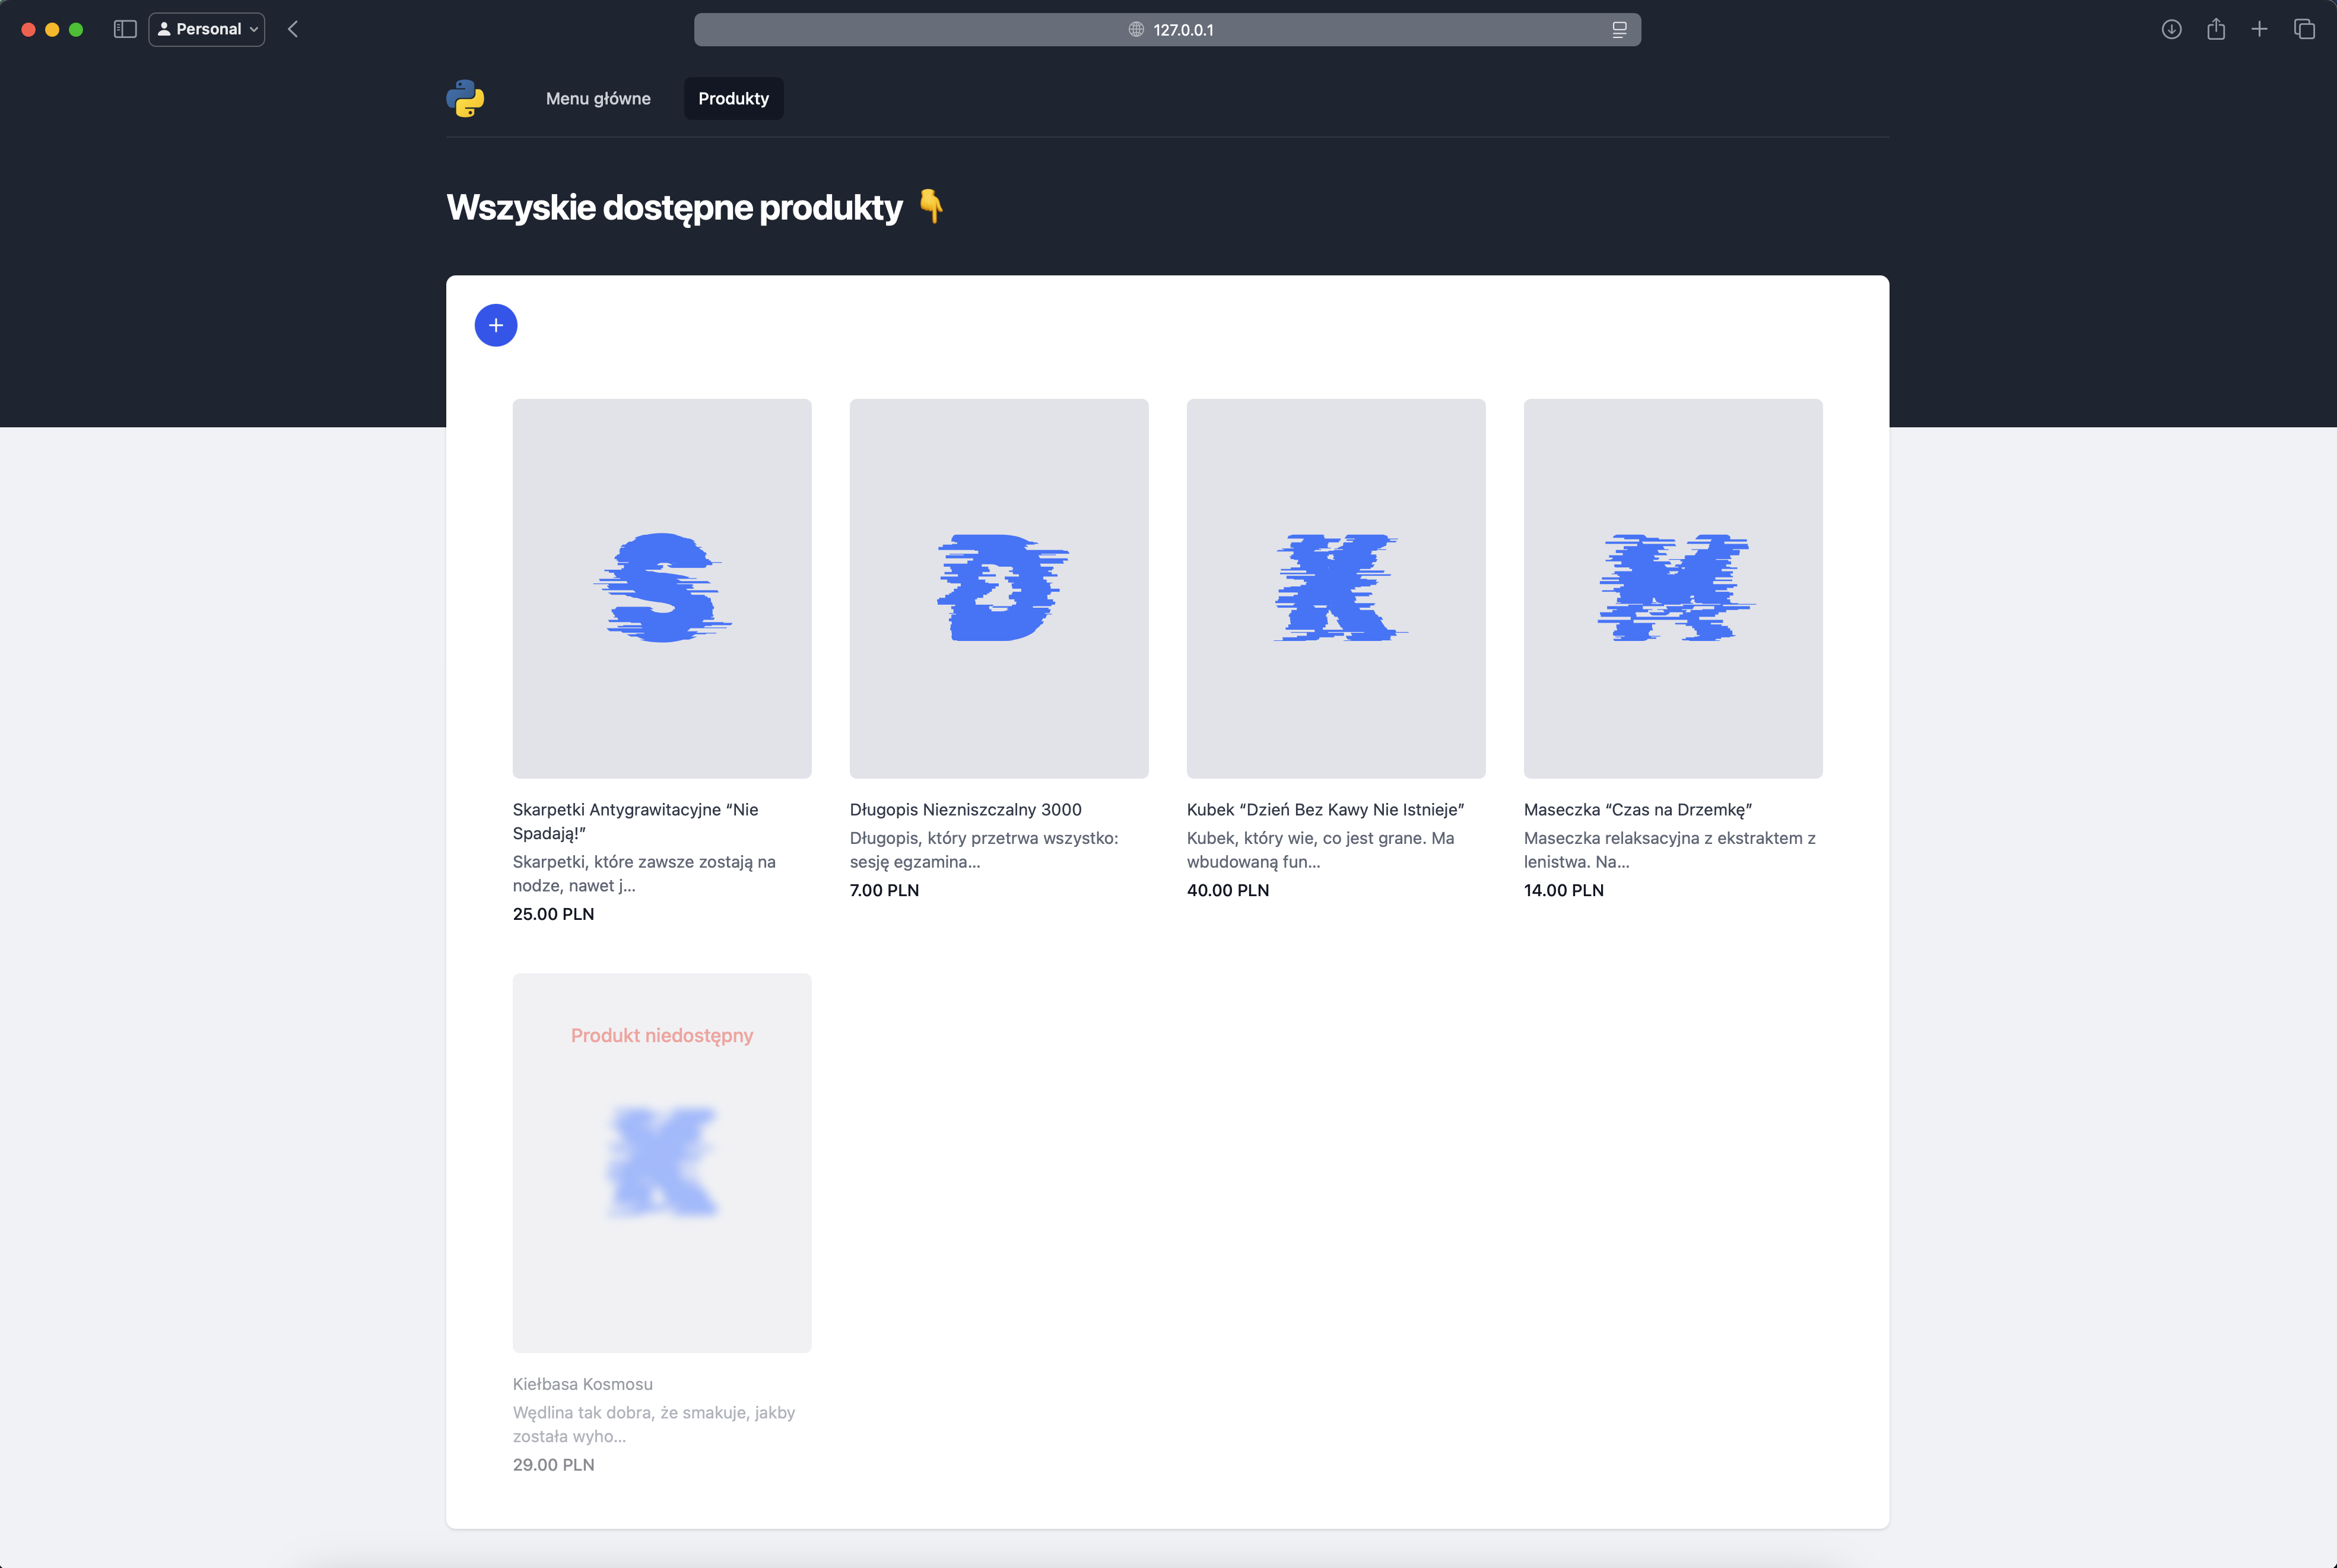 Personal
127.0.0.1
Menu główne
Produkty
Wszyskie dostępne produkty 👇
S
D
K
M
Skarpetki Antygrawitacyjne “Nie
Spadają!”
Skarpetki, które zawsze zostają na
nodze, nawet j...
25.00 PLN
Długopis Niezniszczalny 3000
Długopis, który przetrwa wszystko:
sesję egzamina...
7.00 PLN
Kubek “Dzień Bez Kawy Nie Istnieje”
Kubek, który wie, co jest grane. Ma
wbudowaną fun...
40.00 PLN
Maseczka “Czas na Drzemkę”
Maseczka relaksacyjna z ekstraktem z
lenistwa. Na...
14.00 PLN
Produkt niedostępny
K
Kiełbasa Kosmosu
Wędlina tak dobra, że smakuje, jakby
została wyho...
29.00 PLN